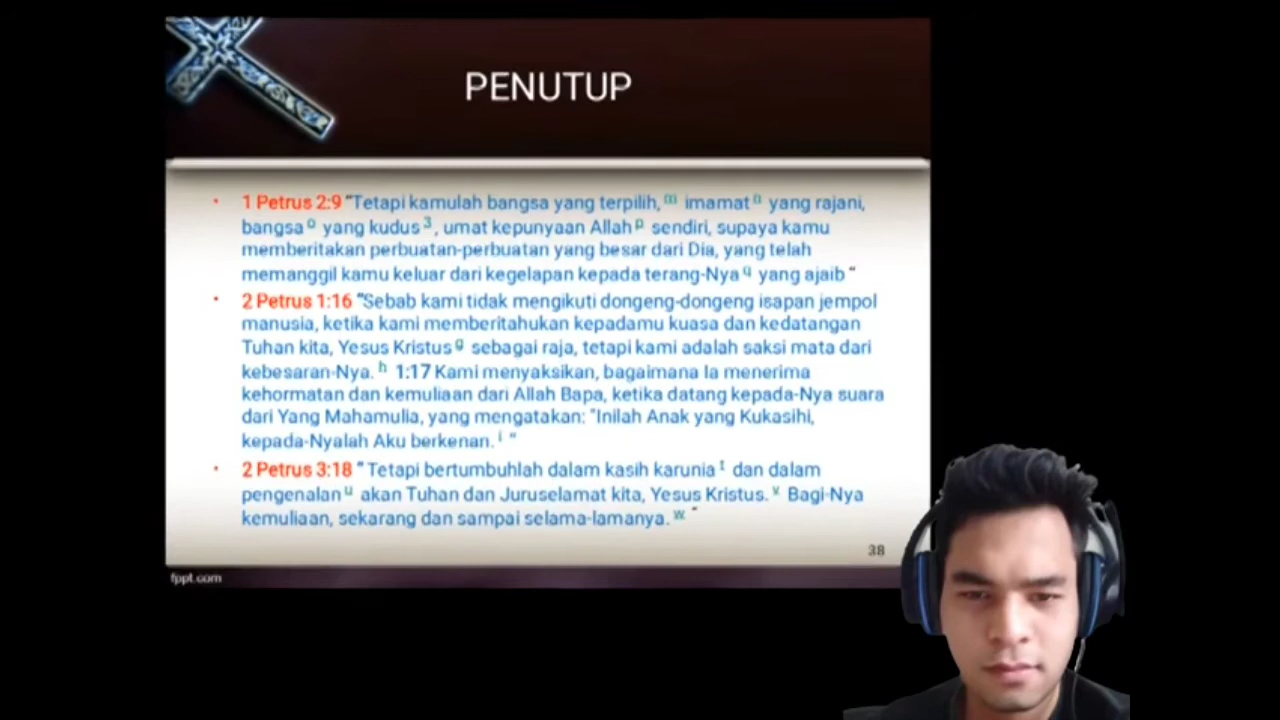 PENUTUP
• 1 Petrus 2:9 "Tetapi kamulah bangsa yang terpilih, m imamat n yang rajani,
bangsa o yang kudus 3, umat kepunyaan Allah p sendiri, supaya kamu
memberitakan perbuatan-perbuatan yang besar dari Dia, yang telah
memanggil kamu keluar dari kegelapan kepada terang-Nya q yang ajaib "
• 2 Petrus 1:16 "Sebab kami tidak mengikuti dongeng-dongeng isapan jempol
manusia, ketika kami memberitahukan kepadamu kuasa dan kedatangan
Tuhan kita, Yesus Kristus g sebagai raja, tetapi kami adalah saksi mata dari
kebesaran-Nya. h 1:17 Kami menyaksikan, bagaimana Ia menerima
kehormatan dan kemuliaan dari Allah Bapa, ketika datang kepada-Nya suara
dari Yang Mahamulia, yang mengatakan: "Inilah Anak yang Kukasihi,
kepada-Nyalah Aku berkenan. i "
• 2 Petrus 3:18 " Tetapi bertumbuhlah dalam kasih karunia t dan dalam
pengenalan u akan Tuhan dan Juruselamat kita, Yesus Kristus. v Bagi-Nya
kemuliaan, sekarang dan sampai selama-lamanya. w "
38
fppt.com